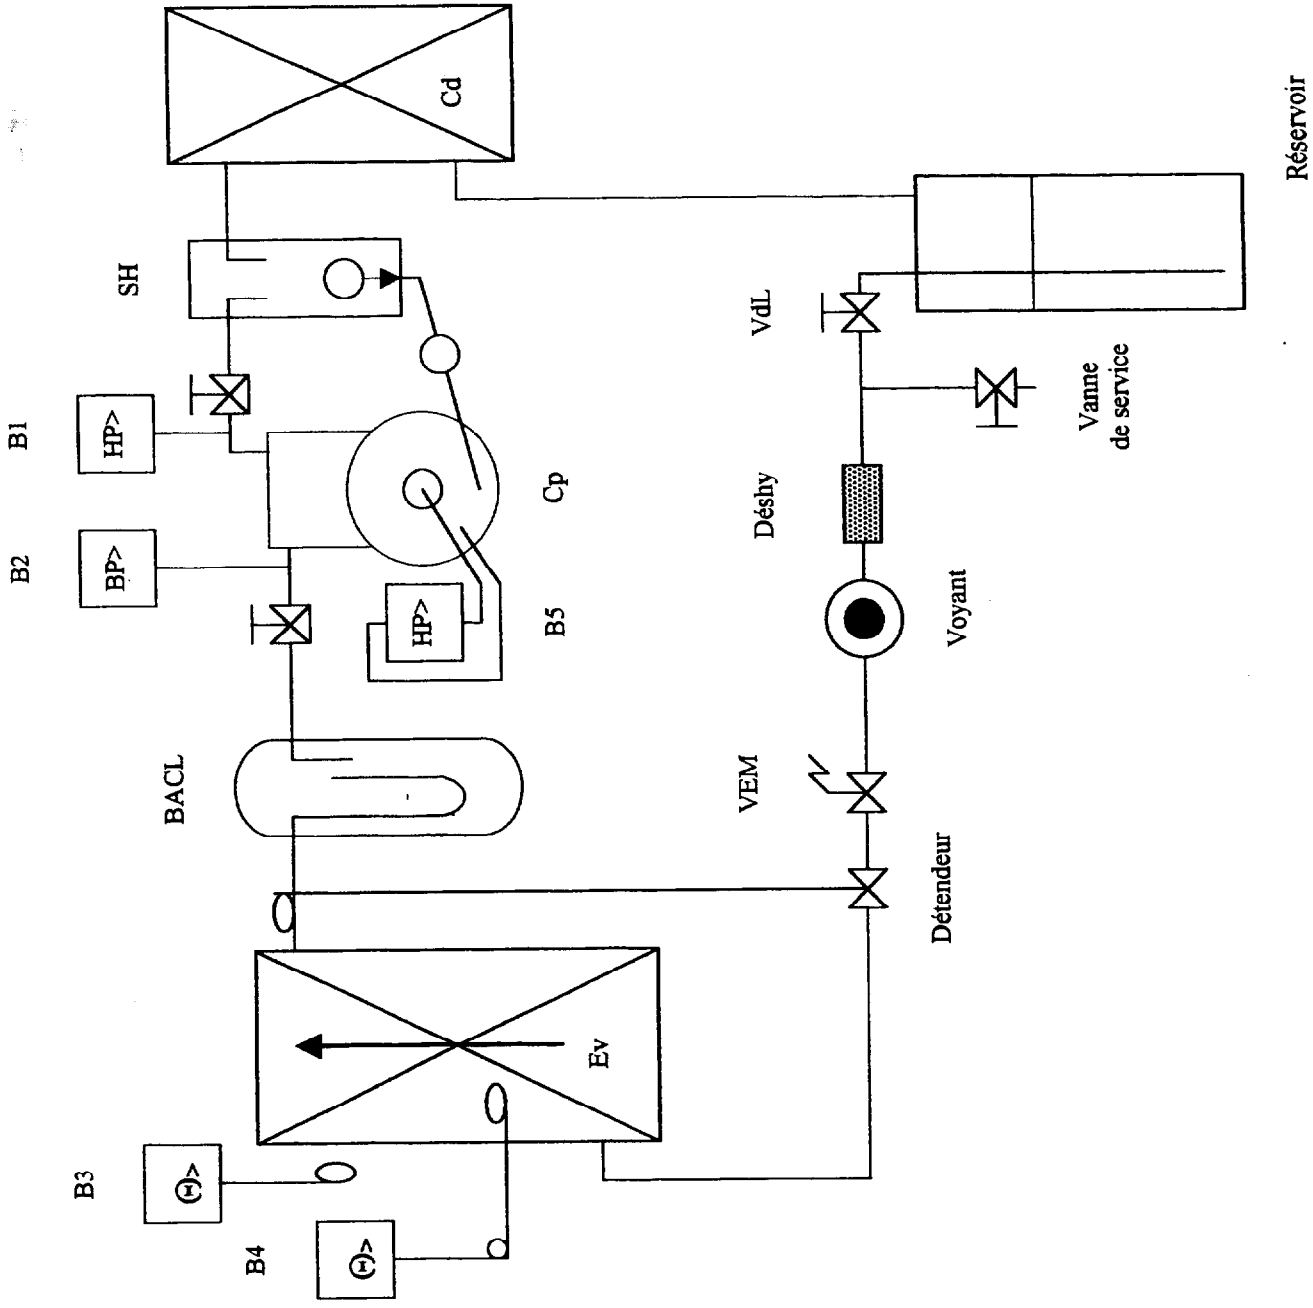 B1
HP>
B2
BP>
SH
Cd
BACL
B5
HP>
Cp
B3
Θ>
B4
Θ>
Ev
VdL
Réservoir
Vanne
de service
Déshy
Voyant
VEM
Détendeur